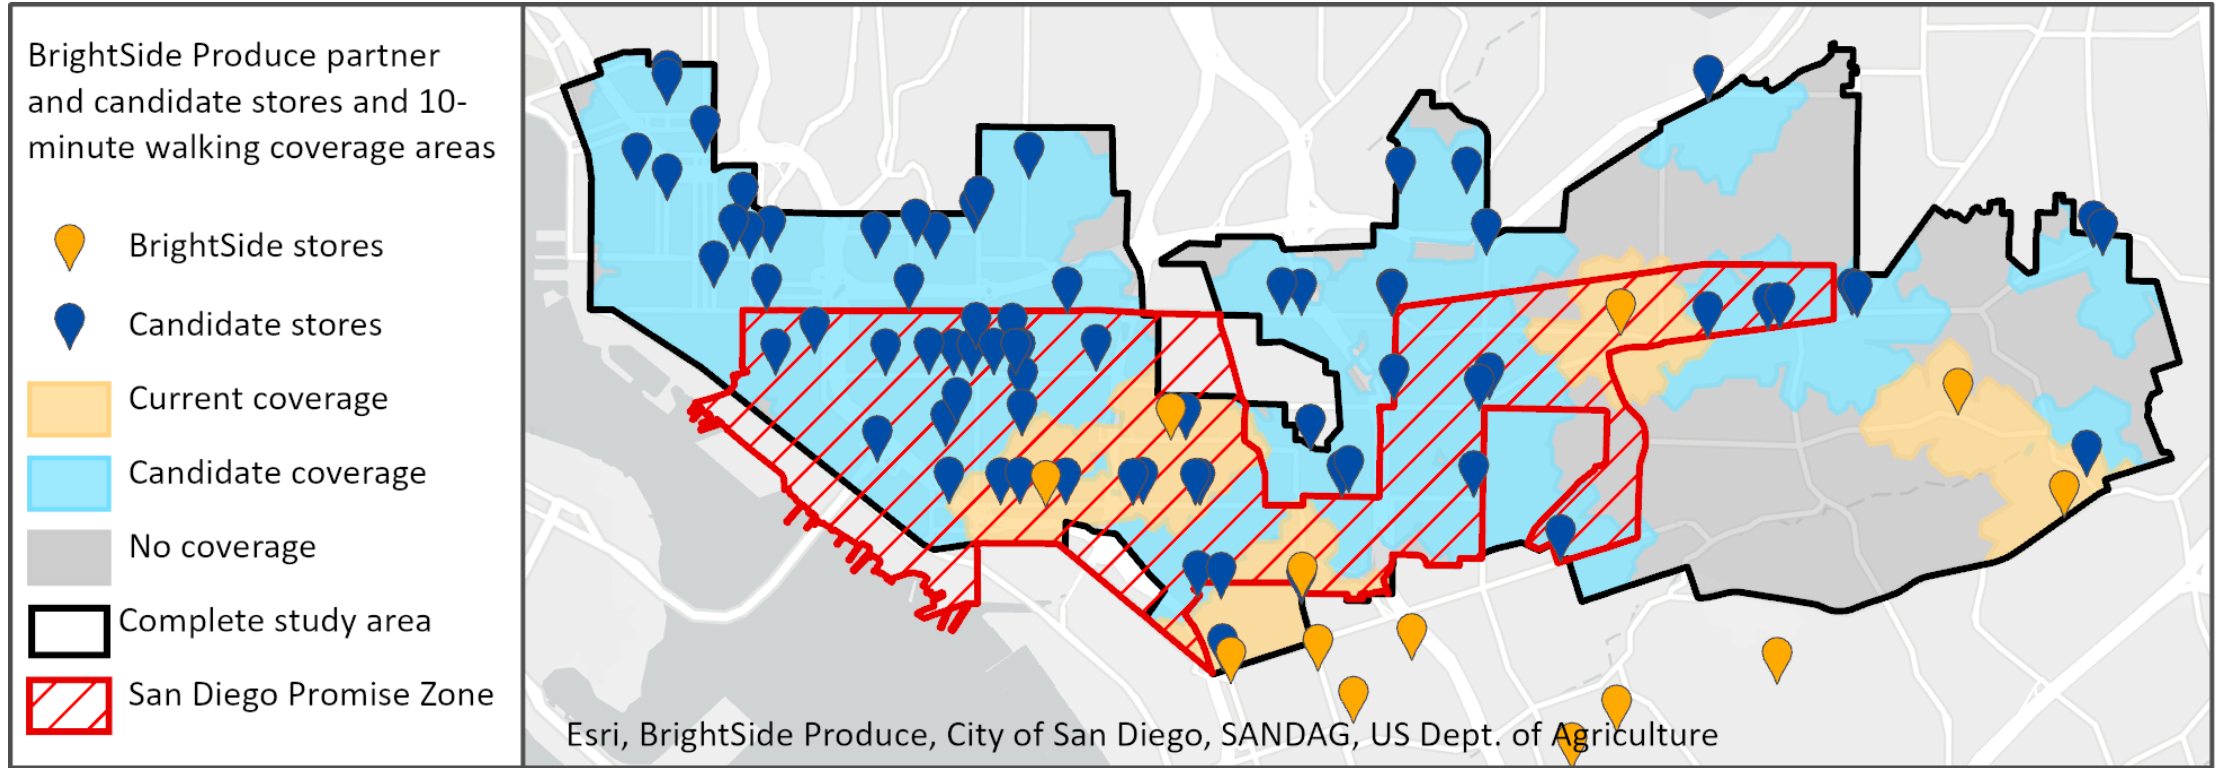 BrightSide Produce partner
and candidate stores and 10-
minute walking coverage areas
BrightSide stores
Candidate stores
Current coverage
Candidate coverage
No coverage
Complete study area
San Diego Promise Zone
Esri, BrightSide Produce, City of San Diego, SANDAG, US Dept. of Agriculture